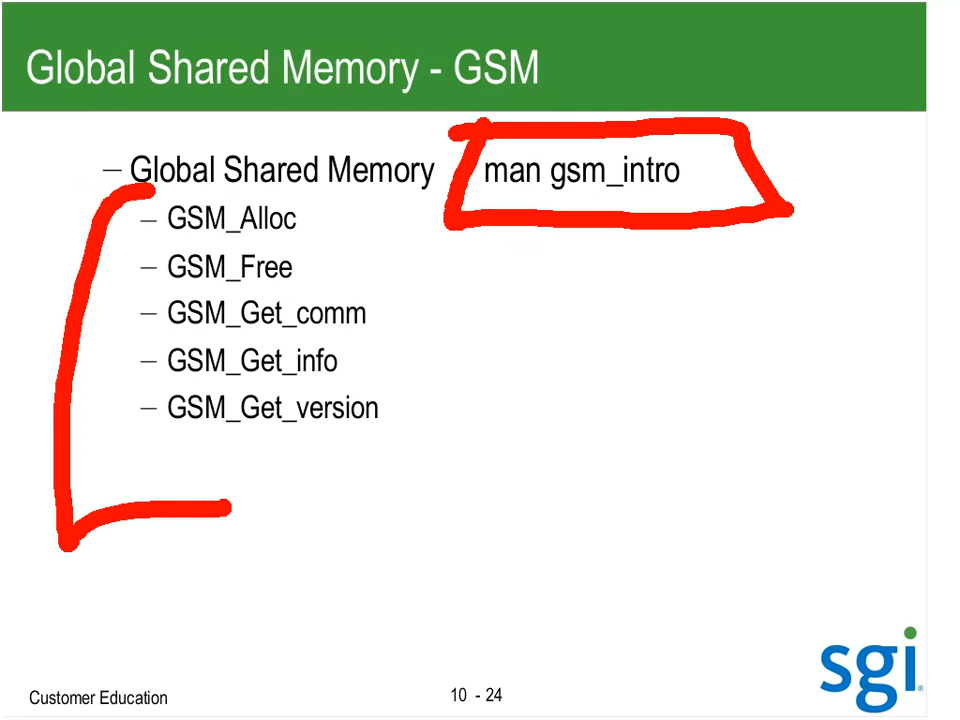 Global Shared Memory - GSM
– Global Shared Memory man gsm_intro
– GSM_Alloc
– GSM_Free
– GSM_Get_comm
– GSM_Get_info
– GSM_Get_version
sgi®
Customer Education 10 - 24